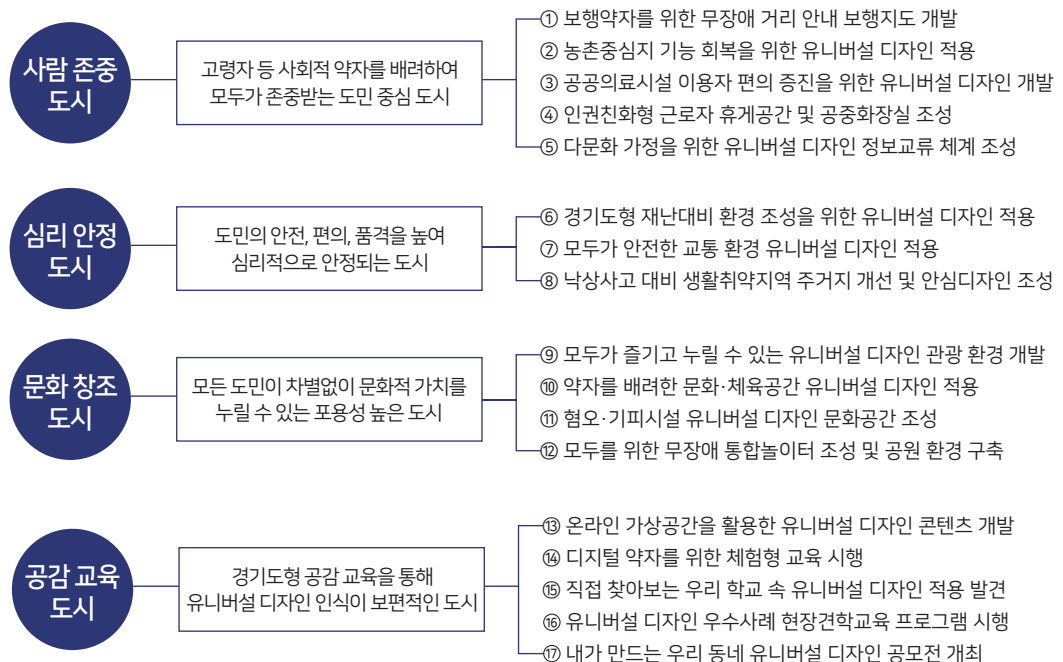 사람 존중
도시
고령자 등 사회적 약자를 배려하여
모두가 존중받는 도민 중심 도시
① 보행약자를 위한 무장애 거리 안내 보행지도 개발
② 농촌중심지 기능 회복을 위한 유니버설 디자인 적용
③ 공공의료시설 이용자 편의 증진을 위한 유니버설 디자인 개발
④ 인권친화형 근로자 휴게공간 및 공중화장실 조성
⑤ 다문화 가정을 위한 유니버설 디자인 정보교류 체계 조성
심리 안정
도시
도민의 안전, 편의, 품격을 높여
심리적으로 안정되는 도시
⑥ 경기도형 재난대비 환경 조성을 위한 유니버설 디자인 적용
⑦ 모두가 안전한 교통 환경 유니버설 디자인 적용
⑧ 낙상사고 대비 생활취약지역 주거지 개선 및 안심디자인 조성
문화 창조
도시
모든 도민이 차별없이 문화적 가치를
누릴 수 있는 포용성 높은 도시
⑨ 모두가 즐기고 누릴 수 있는 유니버설 디자인 관광 환경 개발
⑩ 약자를 배려한 문화·체육공간 유니버설 디자인 적용
⑪ 혐오·기피시설 유니버설 디자인 문화공간 조성
⑫ 모두를 위한 무장애 통합놀이터 조성 및 공원 환경 구축
공감 교육
도시
경기도형 공감 교육을 통해
유니버설 디자인 인식이 보편적인 도시
⑬ 온라인 가상공간을 활용한 유니버설 디자인 콘텐츠 개발
⑭ 디지털 약자를 위한 체험형 교육 시행
⑮ 직접 찾아보는 우리 학교 속 유니버설 디자인 적용 발견
⑯ 유니버설 디자인 우수사례 현장견학교육 프로그램 시행
⑰ 내가 만드는 우리 동네 유니버설 디자인 공모전 개최